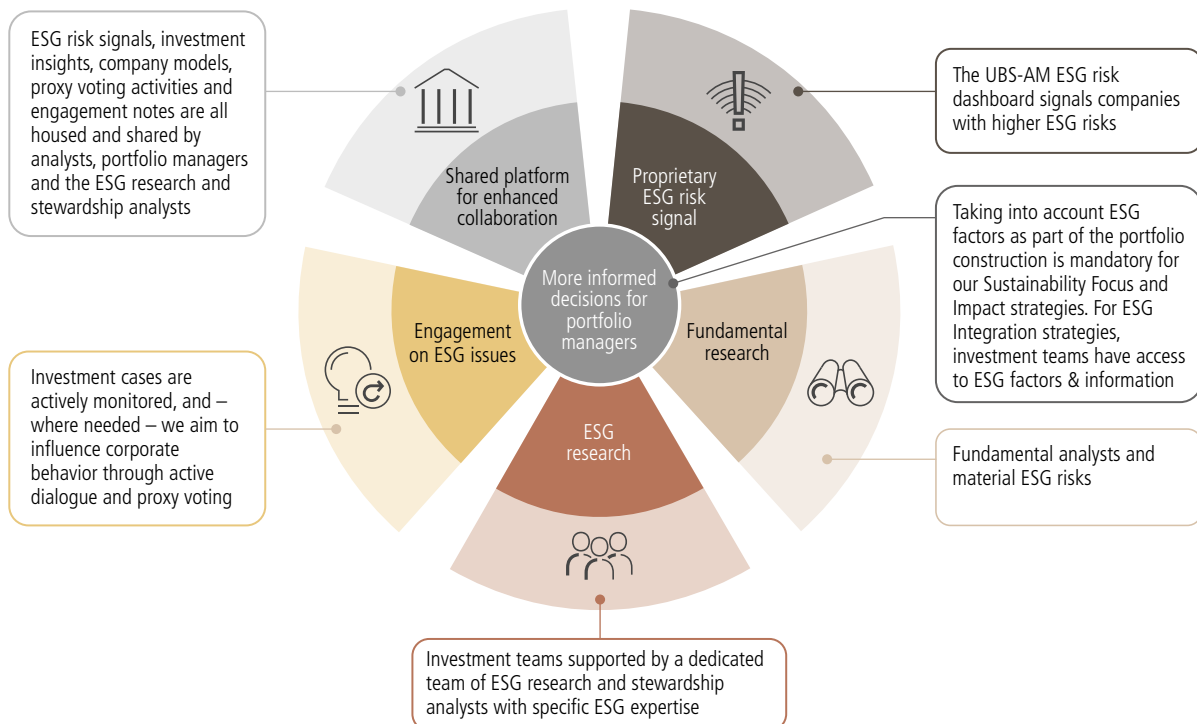 ESG risk signals, investment
insights, company models,
proxy voting activities and
engagement notes are all
housed and shared by
analysts, portfolio managers
and the ESG research and
stewardship analysts
Shared platform
for enhanced
collaboration
Proprietary
ESG risk
signal
The UBS-AM ESG risk
dashboard signals companies
with higher ESG risks
Taking into account ESG
factors as part of the portfolio
construction is mandatory for
our Sustainability Focus and
Impact strategies. For ESG
Integration strategies,
investment teams have access
to ESG factors & information
More informed
decisions for
portfolio
managers
Engagement
on ESG issues
Fundamental
research
Investment cases are
actively monitored, and –
where needed – we aim to
influence corporate
behavior through active
dialogue and proxy voting
ESG
research
Fundamental analysts and
material ESG risks
Investment teams supported by a dedicated
team of ESG research and stewardship
analysts with specific ESG expertise